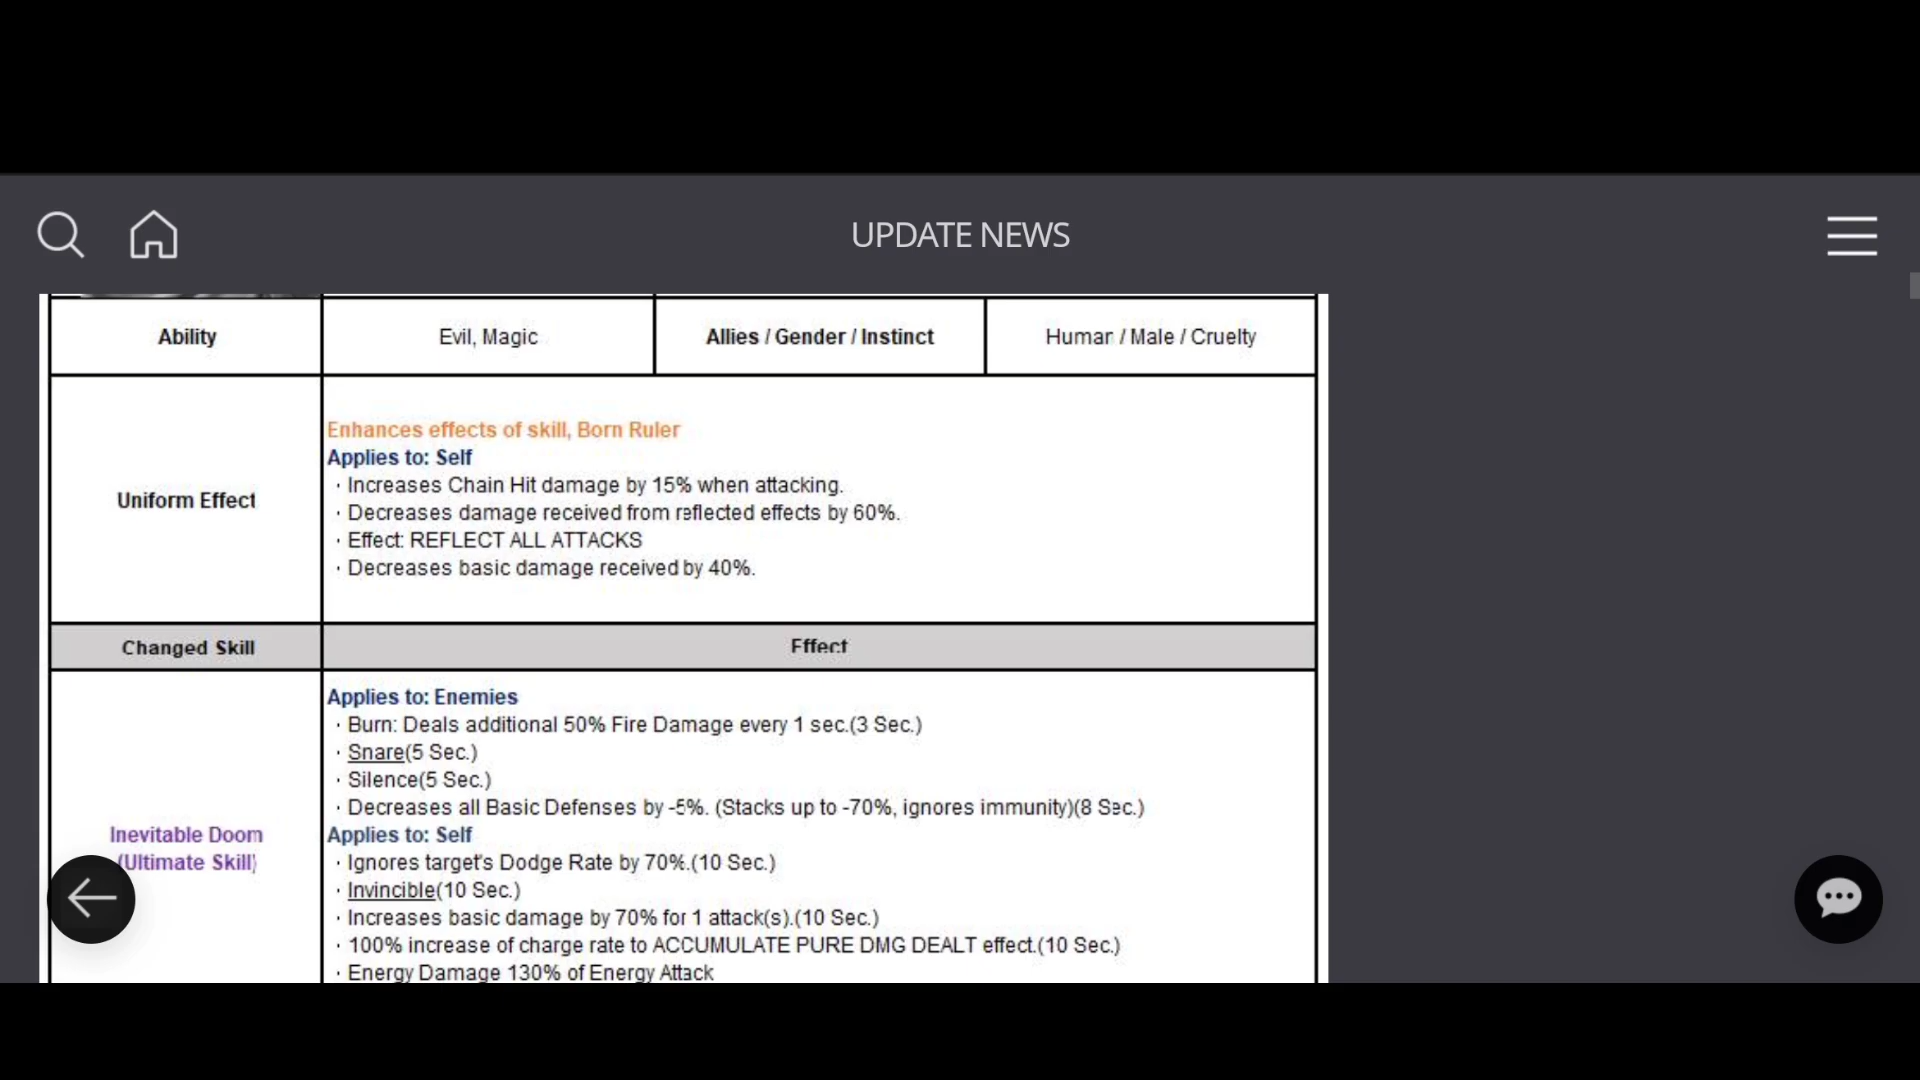 UPDATE NEWS
Ability
Evil, Magic
Allies / Gender / Instinct
Human / Male / Cruelty
Uniform Effect
Enhances effects of skill, Born Ruler
Applies to: Self
· Increases Chain Hit damage by 15% when attacking.
· Decreases damage received from reflected effects by 60%.
· Effect: REFLECT ALL ATTACKS
· Decreases basic damage received by 40%.
Changed Skill
Effect
Inevitable Doom
(Ultimate Skill)
Applies to: Enemies
· Burn: Deals additional 50% Fire Damage every 1 sec.(3 Sec.)
· Snare(5 Sec.)
· Silence(5 Sec.)
· Decreases all Basic Defenses by -5%. (Stacks up to -70%, ignores immunity)(8 Sec.)
Applies to: Self
· Ignores target's Dodge Rate by 70%.(10 Sec.)
· Invincible(10 Sec.)
· Increases basic damage by 70% for 1 attack(s).(10 Sec.)
· 100% increase of charge rate to ACCUMULATE PURE DMG DEALT effect.(10 Sec.)
· Energy Damage 130% of Energy Attack